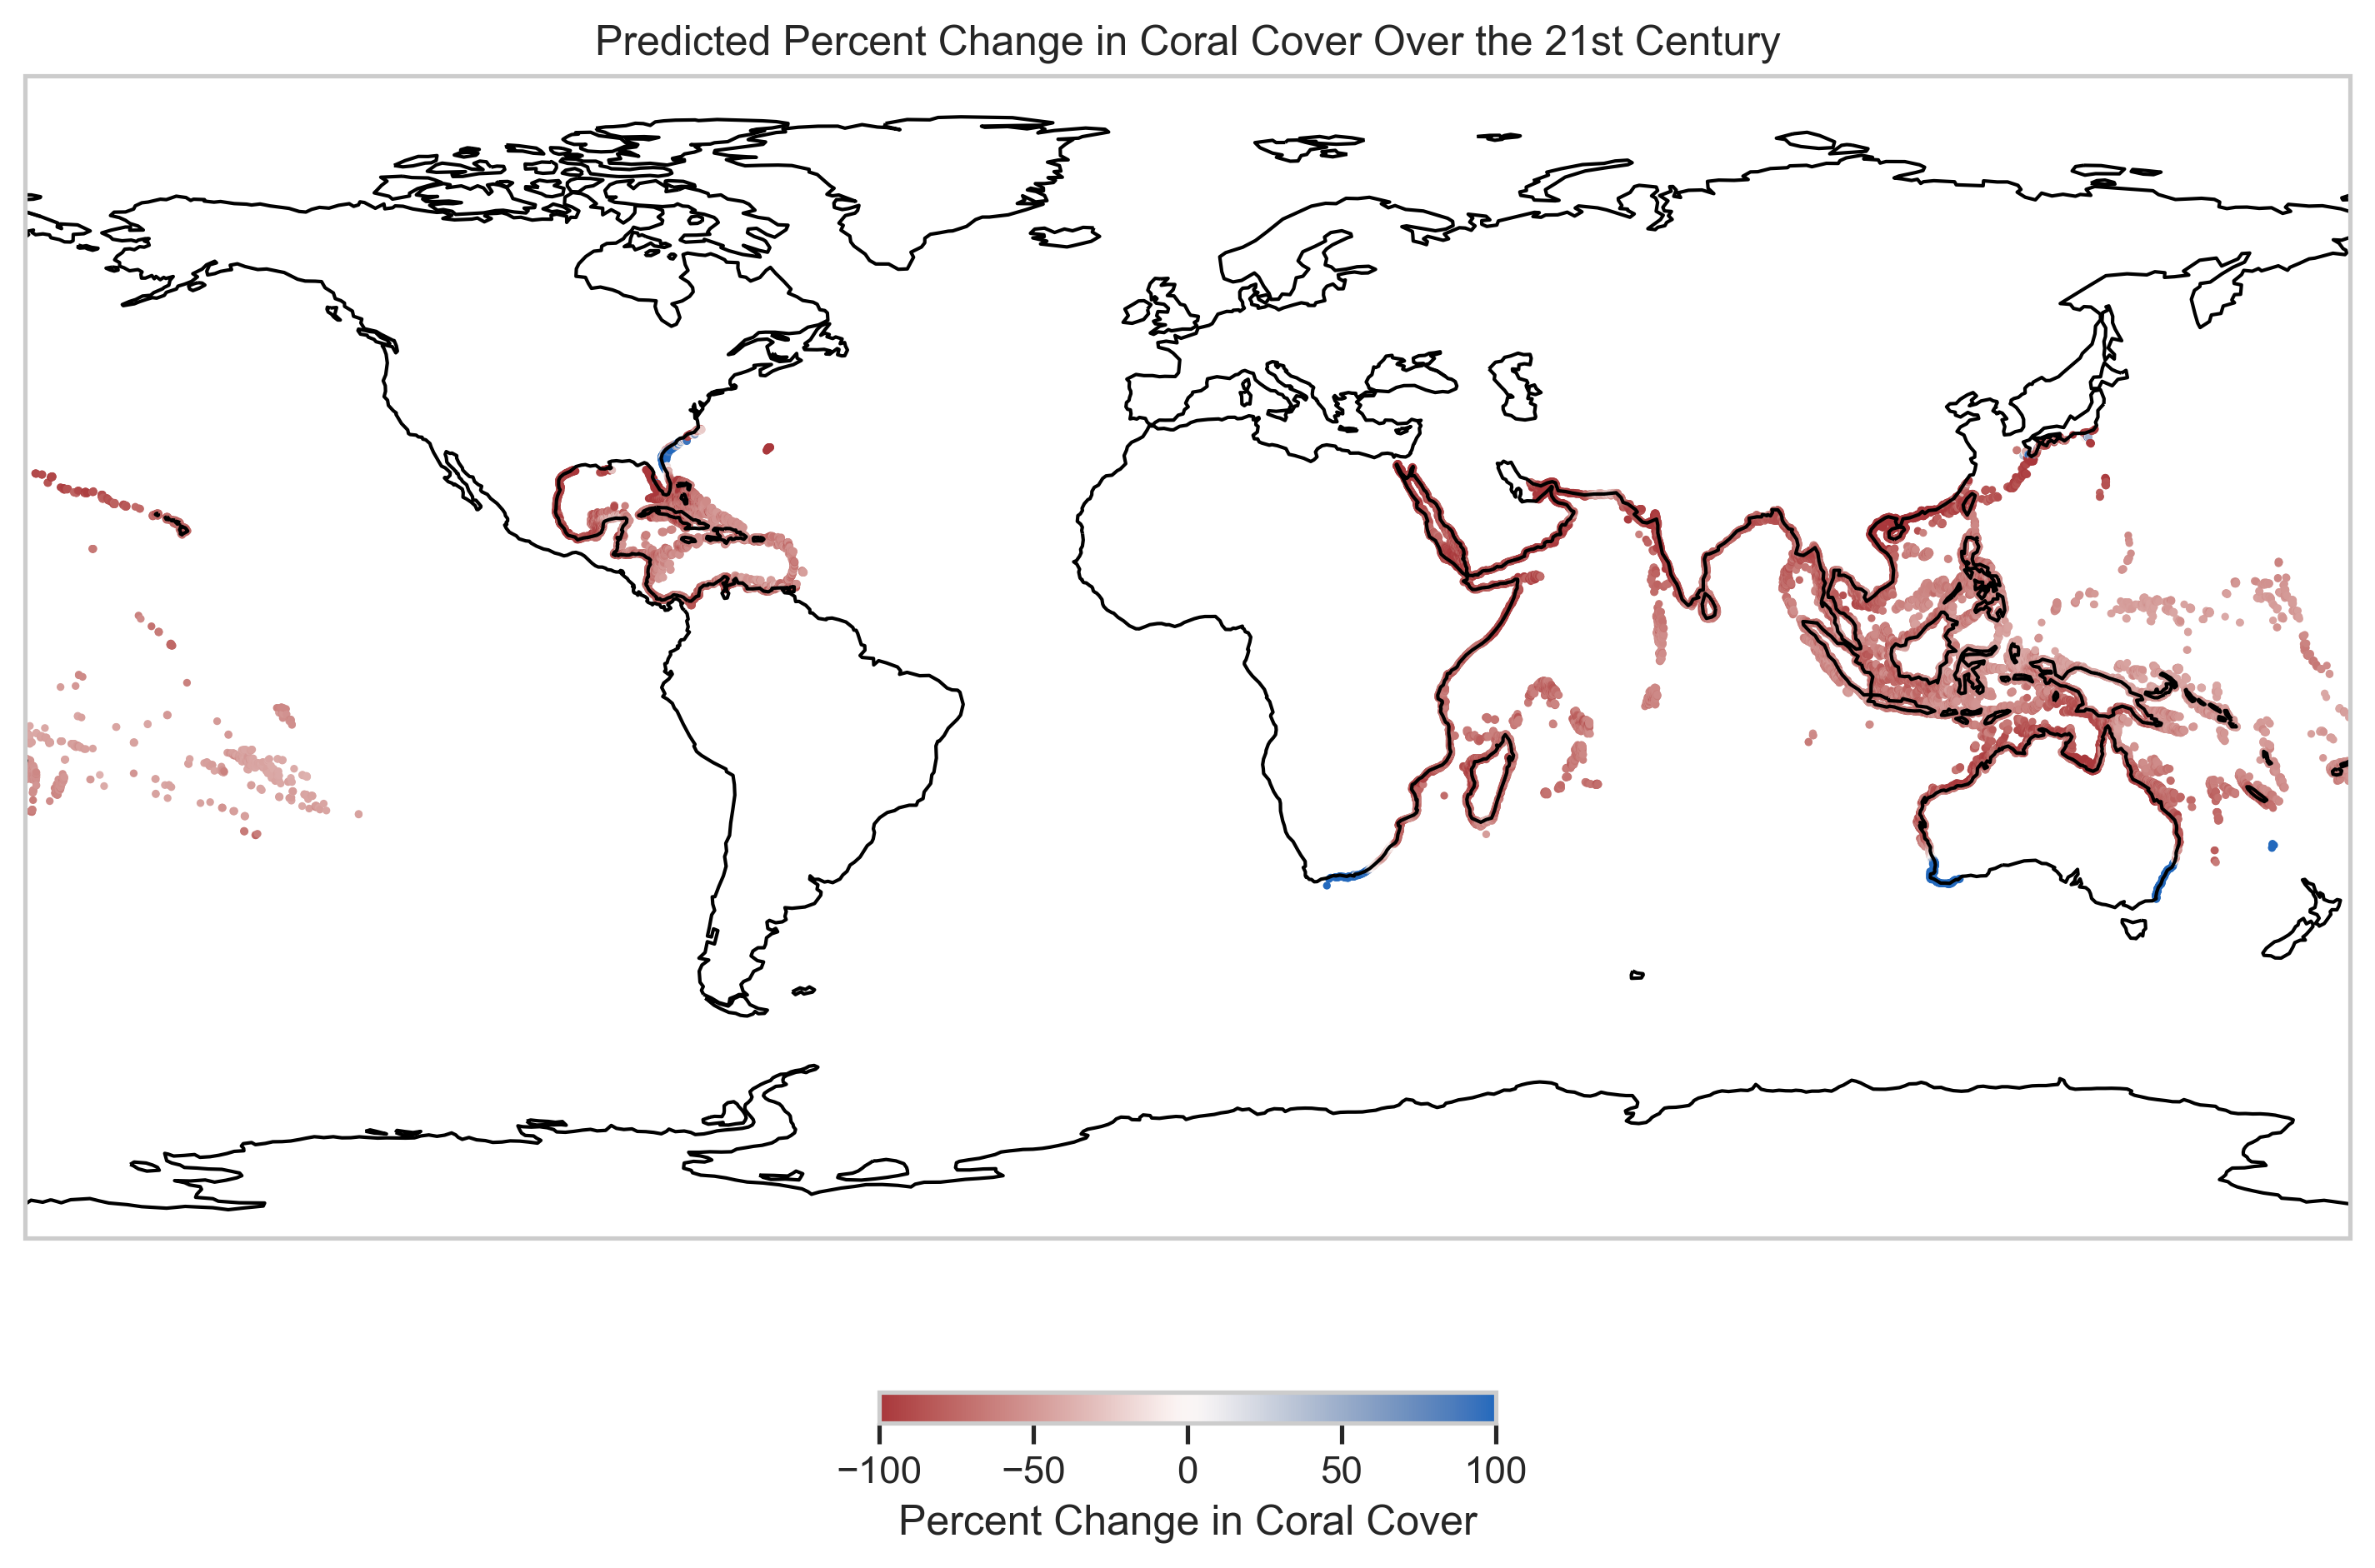 Predicted Percent Change in Coral Cover Over the 21st Century
−100 −50 0 50 100
Percent Change in Coral Cover